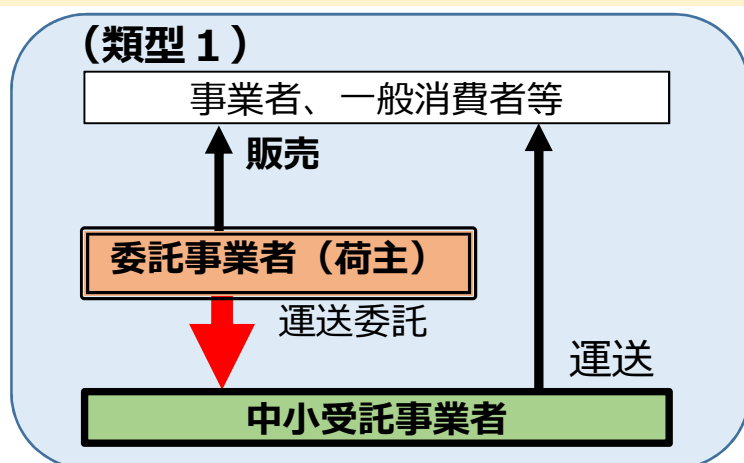 (類型1)
事業者、一般消費者等
販売
委託事業者（荷主）
運送委託
運送
中小受託事業者